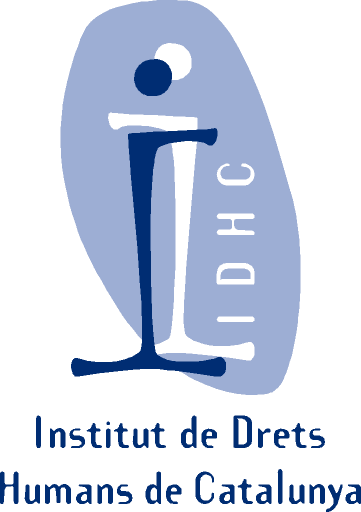 IDHC
Institut de Drets
Humans de Catalunya